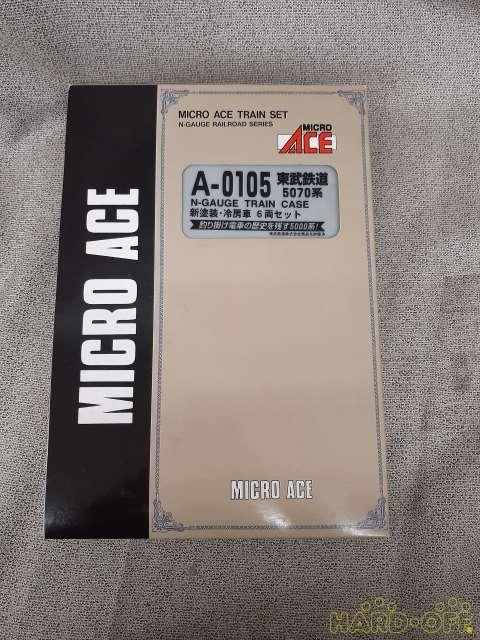 MICRO ACE TRAIN SET
N-GAUGE RAILROAD SERIES
MICRO
ACE
A-0105 東武鉄道
5070系
N-GAUGE TRAIN CASE
新塗装・冷房車 6両セット
釣り掛け電車の歴史を残す5000系!
MICRO ACE
MICRO ACE
HARD-OFF